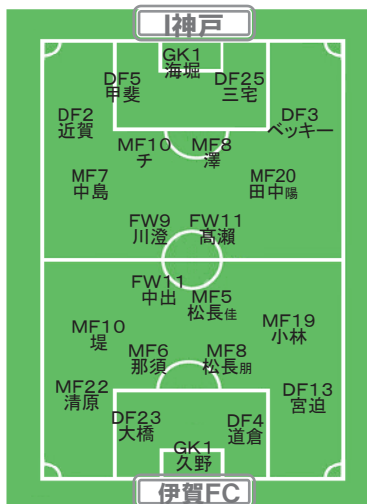 I神戸
GK1
海堀
DF5
甲斐
DF25
三宅
DF2
近賀
DF3
ベッキー
MF10
チ
MF8
澤
MF7
中島
MF20
田中陽
FW9
川澄
FW11
髙瀬
FW11
中出
MF5
松長佳
MF10
堤
MF19
小林
MF6
那須
MF8
松長朋
MF22
清原
DF13
宮迫
DF23
大橋
DF4
道倉
GK1
久野
伊賀FC